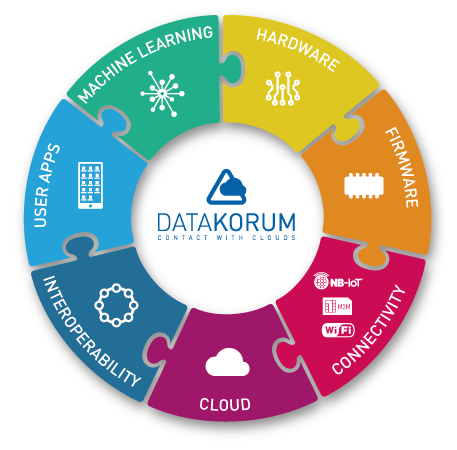 MACHINE LEARNING
HARDWARE
FIRMWARE
CONNECTIVITY
NB-IoT
M2M
WiFi
CLOUD
INTEROPERABILITY
USER APPS
DATAKORUM
CONTACT WITH CLOUDS